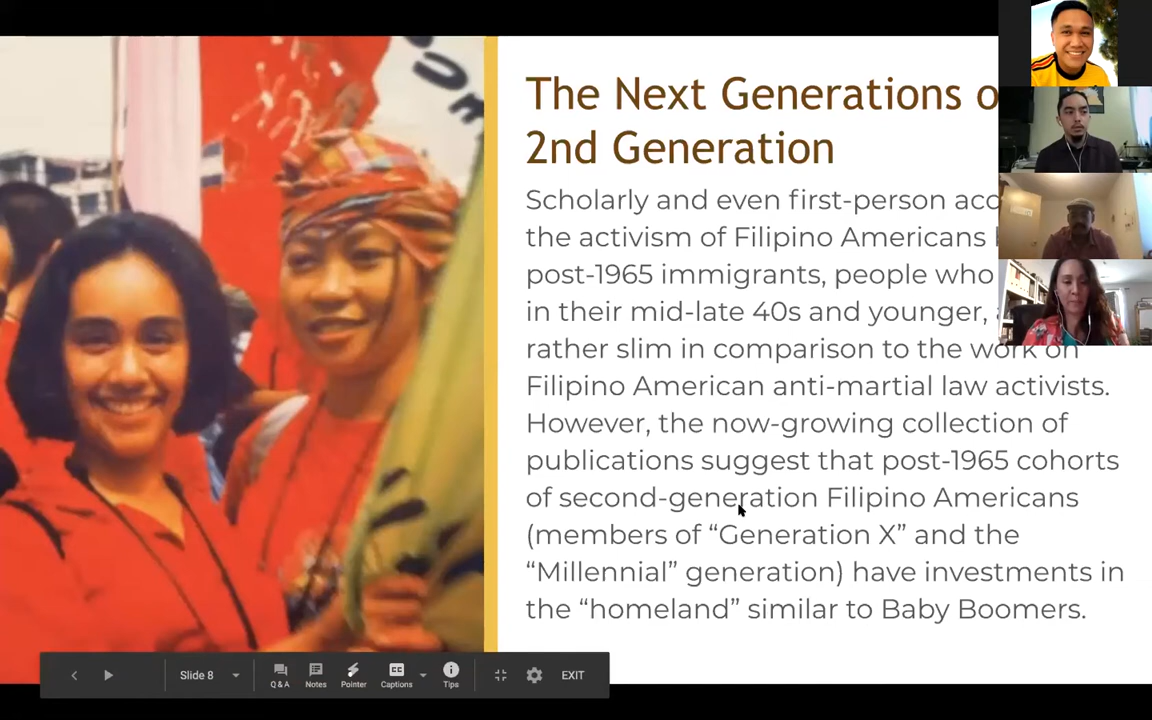 The Next Generations o
2nd Generation
Scholarly and even first-person acc
the activism of Filipino Americans
post-1965 immigrants, people who
in their mid-late 40s and younger,
rather slim in comparison to the work on
Filipino American anti-martial law activists.
However, the now-growing collection of
publications suggest that post-1965 cohorts
of second-generation Filipino Americans
(members of “Generation X” and the
“Millennial” generation) have investments in
the “homeland” similar to Baby Boomers.
Slide 8
Q & A
Notes
Pointer
CC
Captions
Tips
EXIT